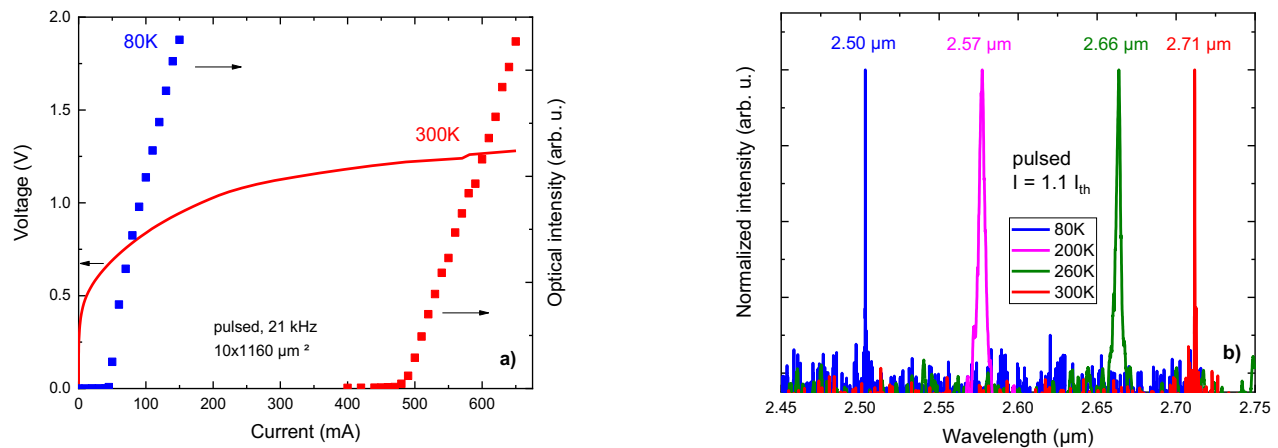 80K
300K
2.0
1.5
1.0
0.5
0.0
Voltage (V)
pulsed, 21 kHz
10x1160 µm ²
a)
0 100 200 300 400 500 600
Current (mA)
Optical intensity (arb. u.)
2.50 µm 2.57 µm 2.66 µm 2.71 µm
Normalized intensity (arb. u.)
pulsed
I = 1.1 Ith
80K
200K
260K
300K
b)
2.45 2.50 2.55 2.60 2.65 2.70 2.75
Wavelength (µm)